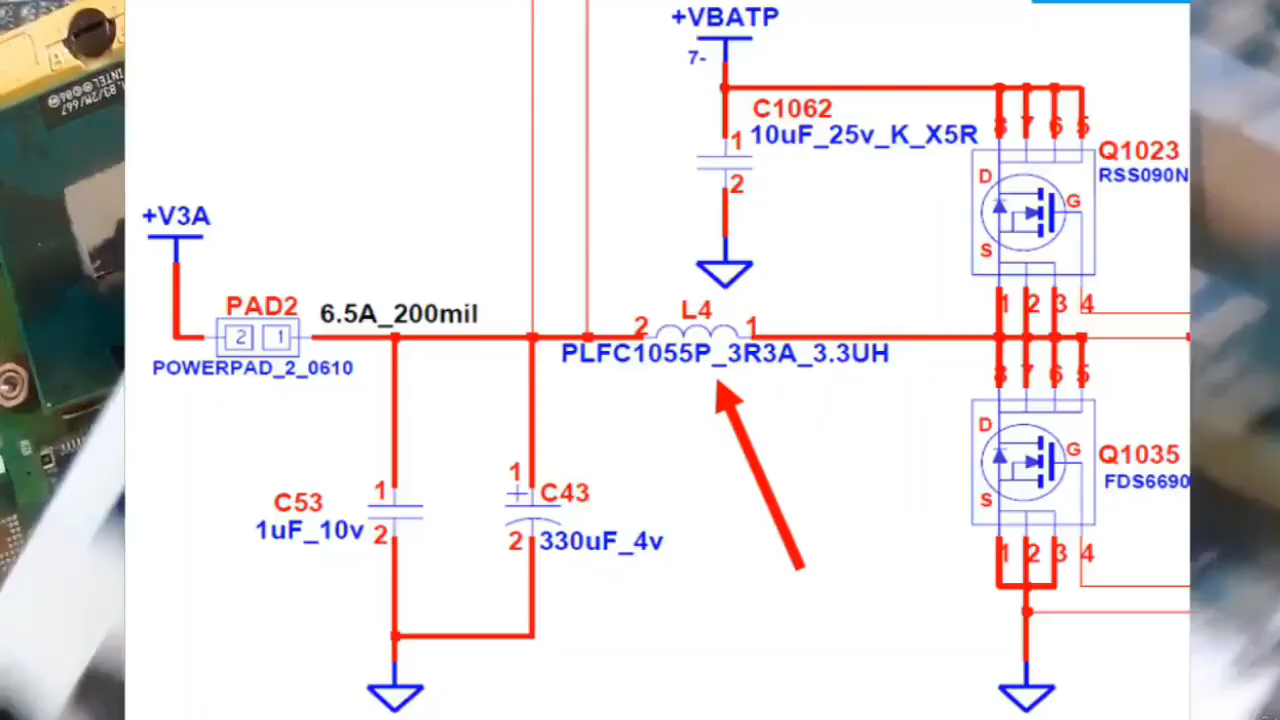 +VBATP
7-
C1062
1
10uF_25v_K_X5R
2
8 7 6 5
Q1023
RSS090N
D
G
S
1 2 3 4
+V3A
PAD2
2 1
POWERPAD_2_0610
6.5A_200mil
2 L4 1
PLFC1055P_3R3A_3.3UH
8 7 6 5
D
G
S
Q1035
FDS6690
1 2 3 4
1
C53
1uF_10v
2
1
+
C43
330uF_4v
2
INTEL©'06